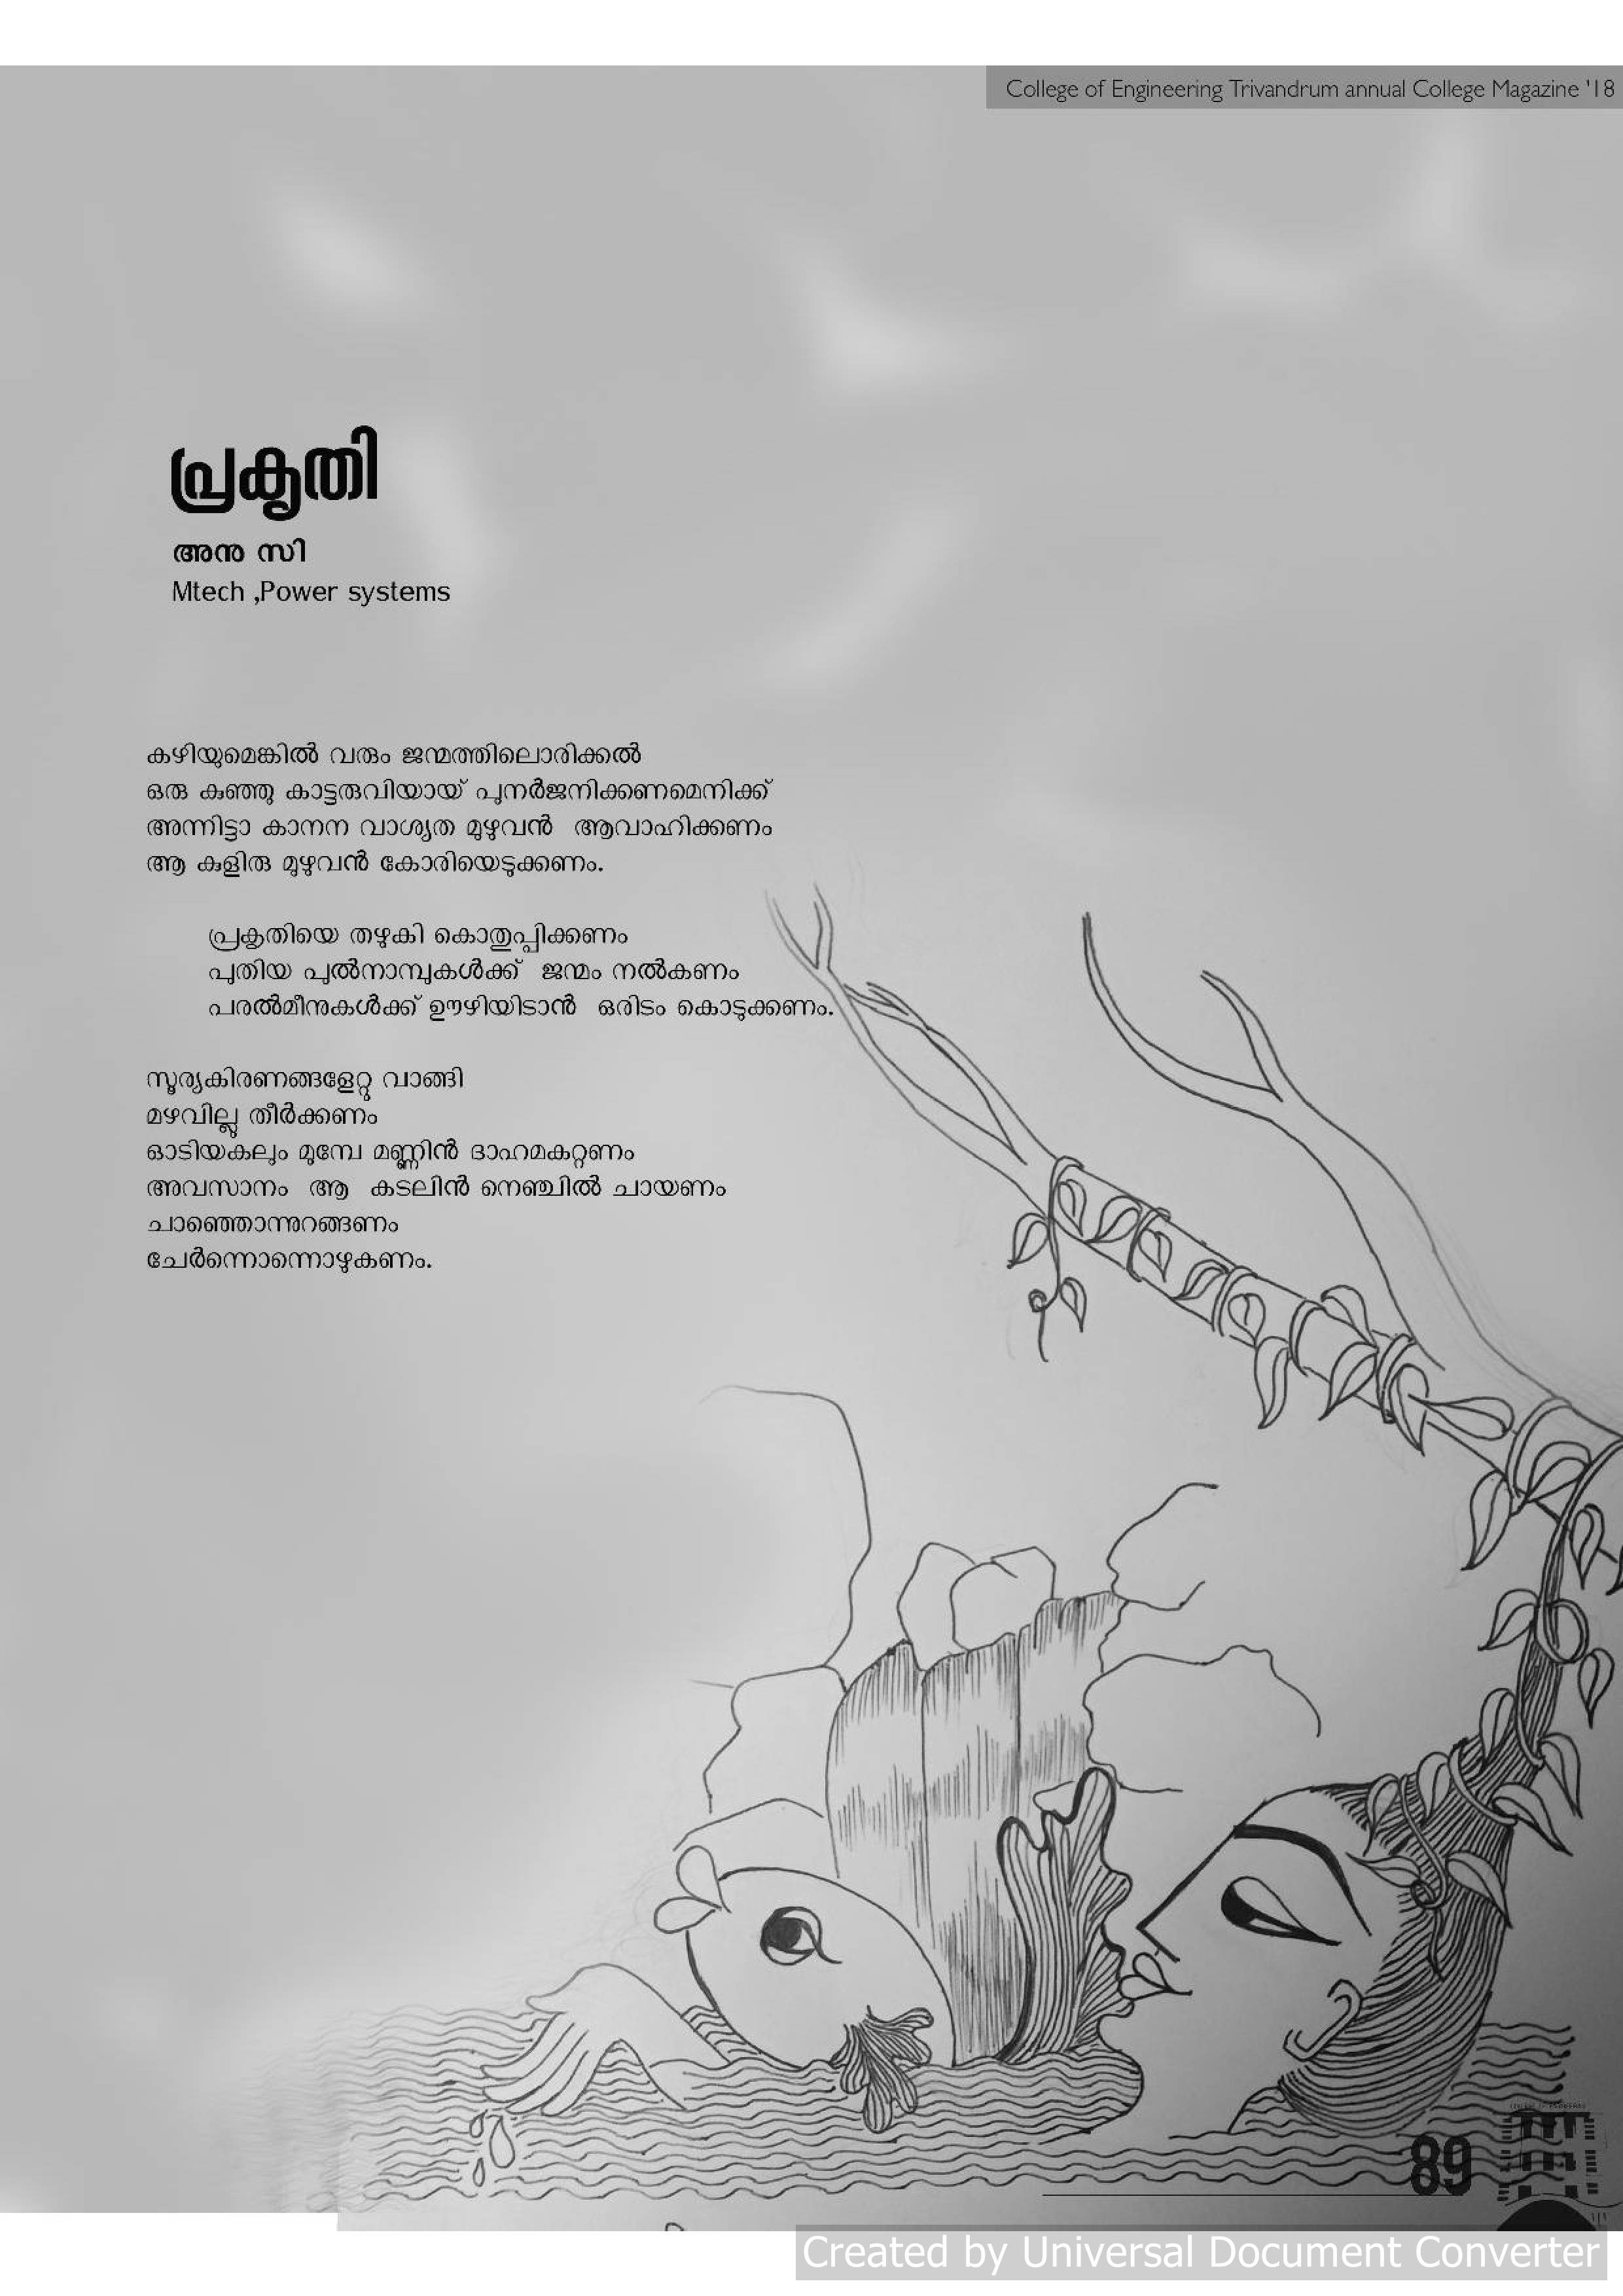 College of Engineering Trivandrum annual College Magazine '18
പ്രകൃതി
അനു സി
Mtech ,Power systems
കഴിയുമെങ്കിൽ വരും ജന്മത്തിലൊരിക്കൽ
ഒരു കുഞ്ഞു കാട്ടരുവിയായ് പുനർജനിക്കണമെനിക്ക്
അന്നിട്ടാ കാനന വാശ്യത മുഴുവൻ ആവാഹിക്കണം
ആ കുളിരു മുഴുവൻ കോരിയെടുക്കണം.
പ്രകൃതിയെ തഴുകി കൊതുപ്പിക്കണം
പുതിയ പുൽനാമ്പുകൾക്ക് ജന്മം നൽകണം
പരൽമീനുകൾക്ക് ഊഴിയിടാൻ ഒരിടം കൊടുക്കണം.
സൂര്യകിരണങ്ങളേറ്റു വാങ്ങി
മഴവില്ലു തീർക്കണം
ഓടിയകലും മുമ്പേ മണ്ണിൻ ദാഹമകറ്റണം
അവസാനം ആ കടലിൻ നെഞ്ചിൽ ചായണം
ചാഞ്ഞൊന്നുറങ്ങണം
ചേർന്നൊന്നൊഴുകണം.
89
Created by Universal Document Converter